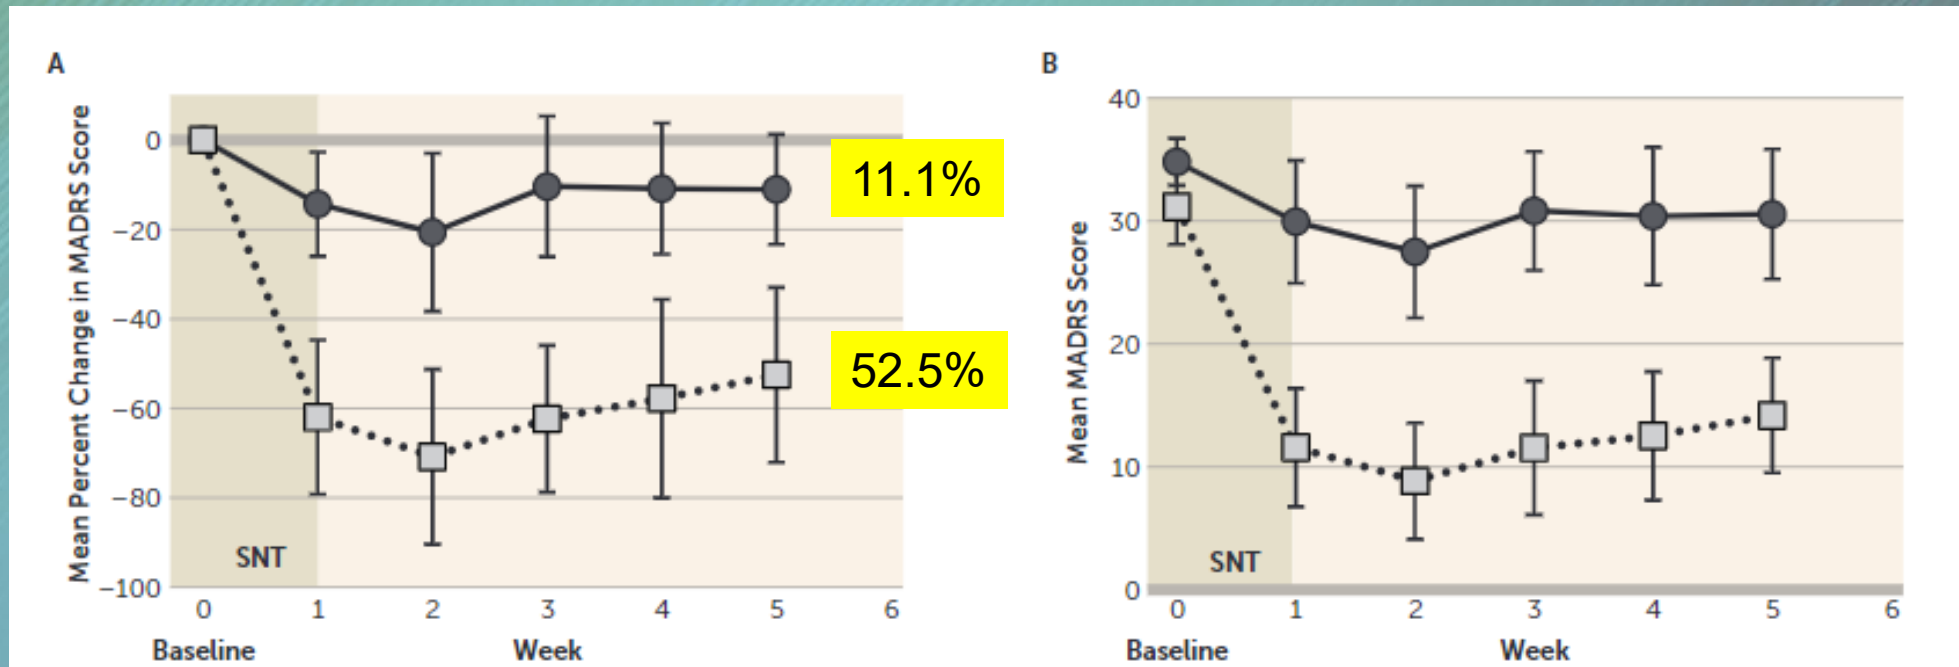 A
Mean Percent Change in MADRS Score
0
−20
−40
−60
−80
−100
SNT
0 1 2 3 4 5 6
Baseline Week
11.1%
52.5%
B
Mean MADRS Score
40
30
20
10
0
SNT
0 1 2 3 4 5 6
Baseline Week